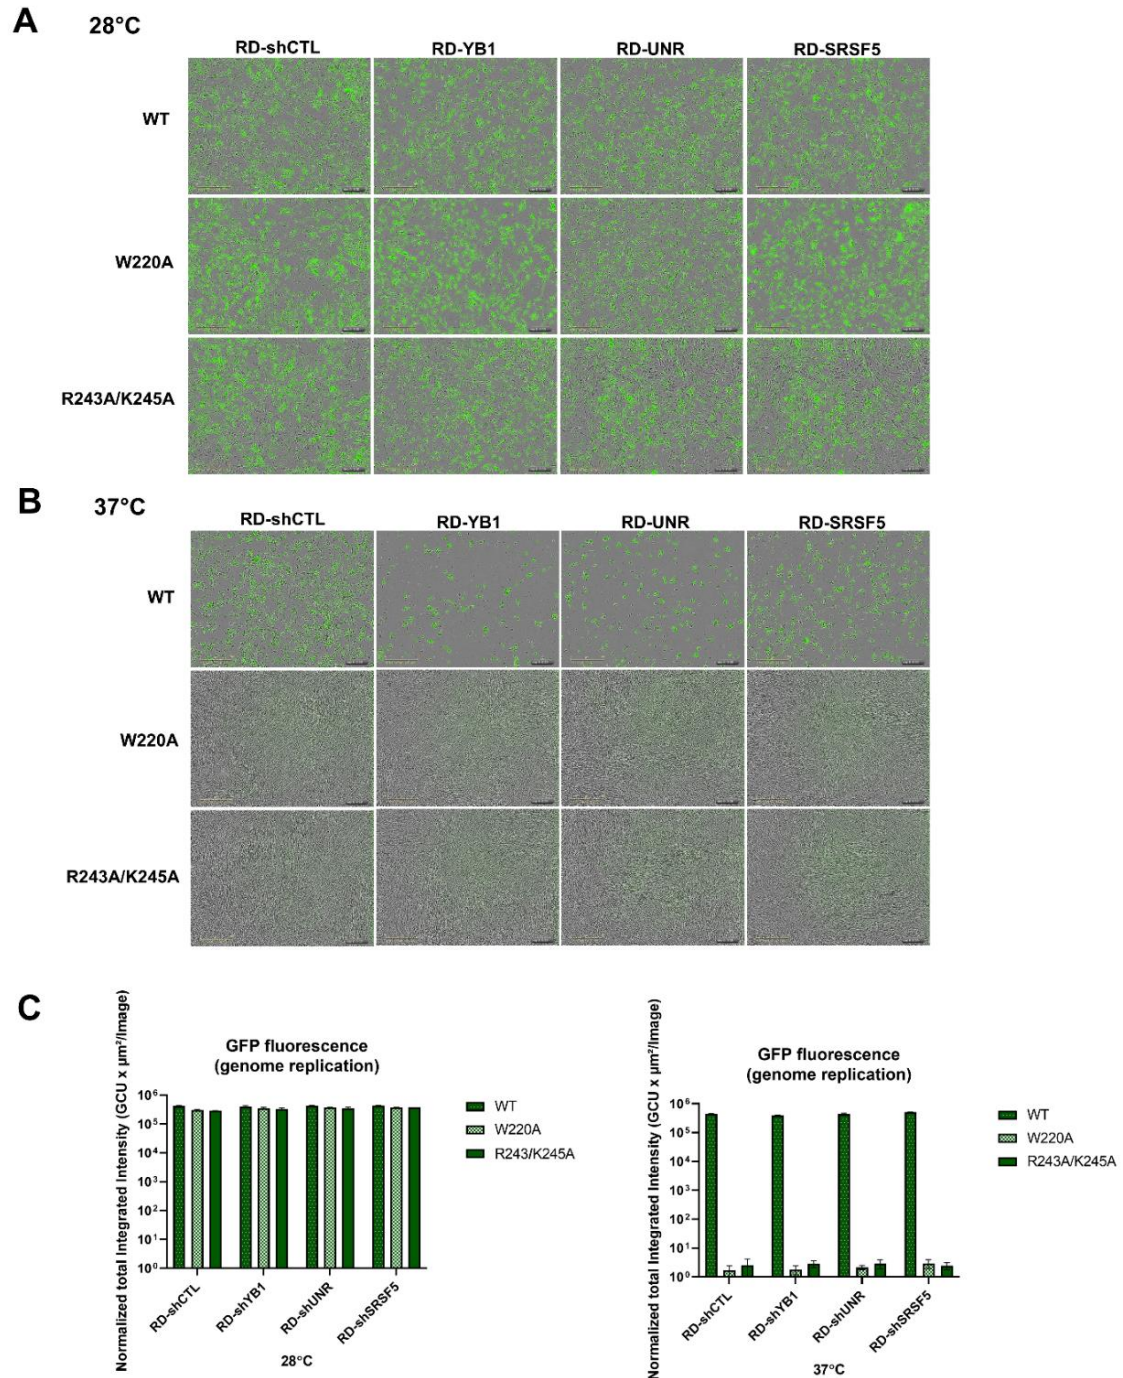 A
28°C
RD-shCTL RD-YB1 RD-UNR RD-SRSF5
WT
W220A
R243A/K245A
B
37°C
RD-shCTL RD-YB1 RD-UNR RD-SRSF5
WT
W220A
R243A/K245A
C
Normalized total Integrated Intensity (GCU x µm²/Image)
GFP fluorescence
(genome replication)
10⁶
10⁵
10⁴
10³
10²
10¹
10⁰
RD-shCTL
RD-shYB1
RD-shUNR
RD-shSRSF5
28°C
WT
W220A
R243/K245A
Normalized total Integrated Intensity (GCU x µm²/Image)
GFP fluorescence
(genome replication)
10⁶
10⁵
10⁴
10³
10²
10¹
10⁰
RD-shCTL
RD-shYB1
RD-shUNR
RD-shSRSF5
37°C
WT
W220A
R243A/K245A